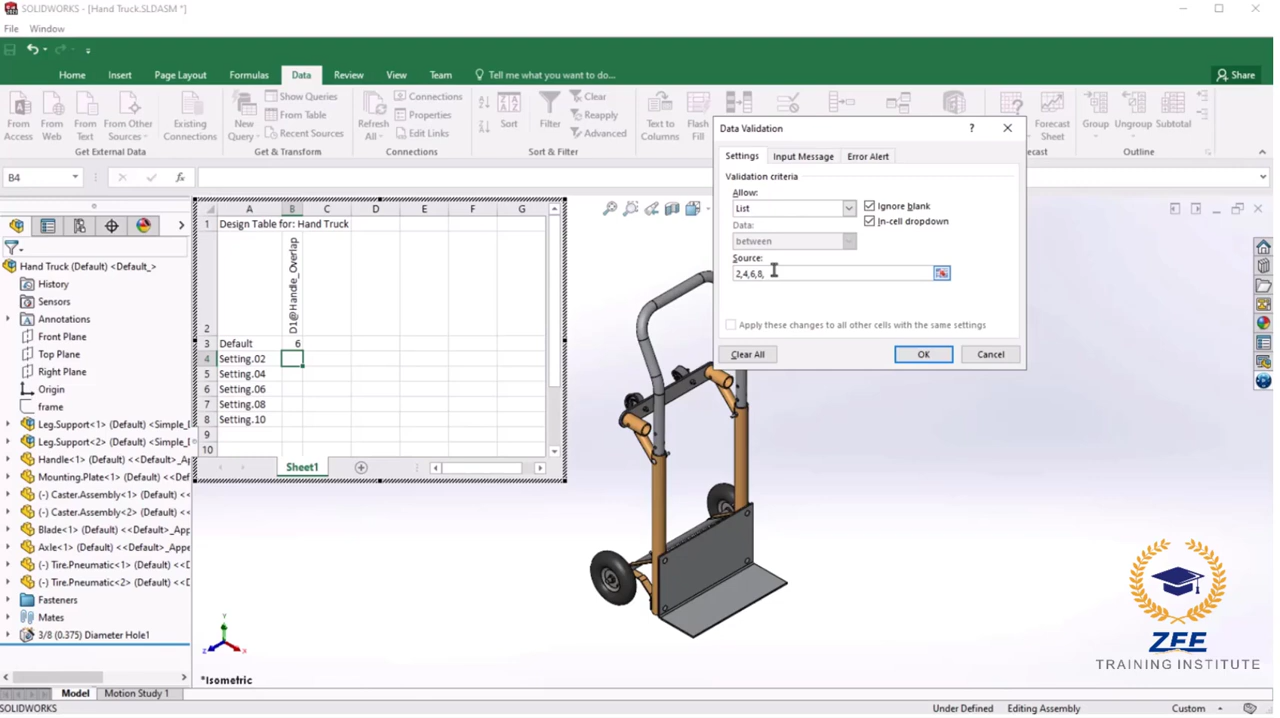 SOLIDWORKS - [Hand Truck.SLDASM *]
File Window
Home Insert Page Layout Formulas Data Review View Team Tell me what you want to do... Share
From Access
From Web
From Text
From Other Sources
Existing Connections
Get External Data
New Query
Show Queries
From Table
Recent Sources
Get & Transform
Refresh All
Connections
Properties
Edit Links
Connections
Sort
Filter
Clear
Reapply
Advanced
Sort & Filter
Text to Columns
Flash Fill
Forecast Sheet
Group
Ungroup
Subtotal
Outline
B4
fx
Data Validation
Settings Input Message Error Alert
Validation criteria
Allow:
List
Ignore blank
Data:
In-cell dropdown
between
Source:
2,4,6,8,
Apply these changes to all other cells with the same settings
Clear All OK Cancel
A B C D E F G
1 Design Table for: Hand Truck
2 D1@Handle_Overlap
3 Default 6
4 Setting.02
5 Setting.04
6 Setting.06
7 Setting.08
8 Setting.10
9
10
Sheet1
Hand Truck (Default) <Default_>
History
Sensors
Annotations
Front Plane
Top Plane
Right Plane
Origin
frame
Leg.Support<1> (Default) <Simple_
Leg.Support<2> (Default) <Simple_
Handle<1> (Default) <<Default>_Ap
Mounting.Plate<1> (Default) <<De
(-) Caster.Assembly<1> (Default) <<
(-) Caster.Assembly<2> (Default) <<
Blade<1> (Default) <<Default>_App
Axle<1> (Default) <<Default>_Appe
(-) Tire.Pneumatic<1> (Default) <<D
(-) Tire.Pneumatic<2> (Default) <<D
Fasteners
Mates
3/8 (0.375) Diameter Hole1
Y
Z X
*Isometric
ZFEE
TRAINING INSTITUTE
Model Motion Study 1
SOLIDWORKS Under Defined Editing Assembly Custom